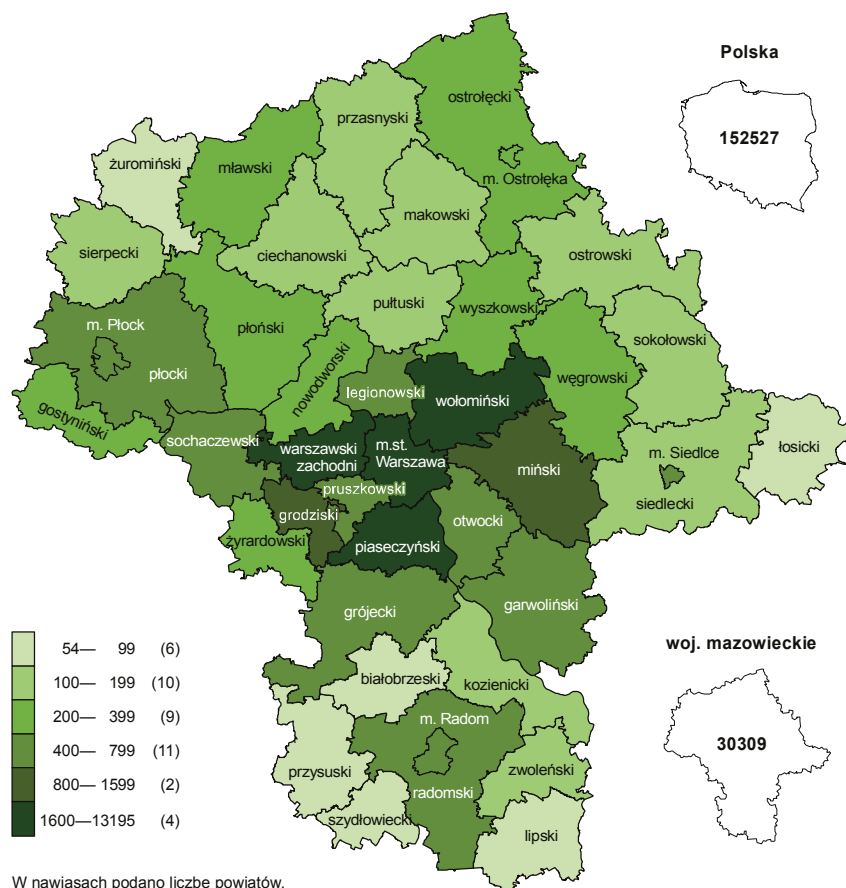 Polska
152527
ostrołęcki
przasnyski
żuromiński
mławski
m. Ostrołęka
makowski
sierpecki
ciechanowski
ostrowski
pułtuski
wyszkowski
m. Płock
płoński
sokołowski
płocki
nowodworski
legionowski
węgrowski
wołomiński
gostyniński
sochaczewski
warszawski
zachodni
m.st.
Warszawa
miński
m. Siedlce
łosicki
pruszkowski
siedlecki
grodziski
otwocki
żyrardowski
piaseczyński
grójecki
garwoliński
woj. mazowieckie
30309
białobrzeski
kozienicki
m. Radom
przysuski
zwoleński
radomski
szydłowiecki
lipski
54— 99 (6)
100— 199 (10)
200— 399 (9)
400— 799 (11)
800— 1599 (2)
1600—13195 (4)
W nawiasach podano liczbę powiatów.